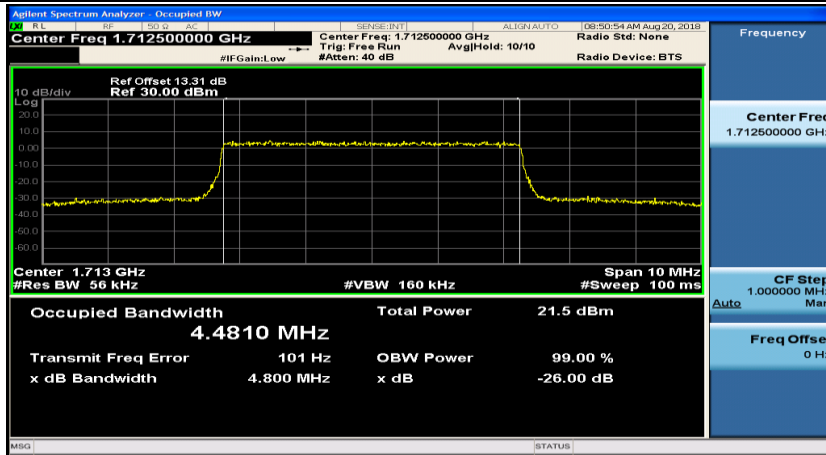 Agilent Spectrum Analyzer - Occupied BW
LXI RL RF 50 Ω AC SENSE:INT ALIGN AUTO 08:50:54 AM Aug 20, 2018
Center Freq 1.712500000 GHz Center Freq: 1.712500000 GHz Radio Std: None
Trig: Free Run Avg|Hold: 10/10
#IFGain:Low #Atten: 40 dB Radio Device: BTS
Ref Offset 13.31 dB
10 dB/div Ref 30.00 dBm
Log
20.0
10.0
0.00
-10.0
-20.0
-30.0
-40.0
-50.0
-60.0
Center 1.713 GHz Span 10 MHz
#Res BW 56 kHz #VBW 160 kHz #Sweep 100 ms
Occupied Bandwidth Total Power 21.5 dBm
4.4810 MHz
Transmit Freq Error 101 Hz OBW Power 99.00 %
x dB Bandwidth 4.800 MHz x dB -26.00 dB
MSG STATUS
Frequency
Center Freq
1.712500000 GHz
CF Step
1.000000 MHz
Auto Man
Freq Offset
0 Hz